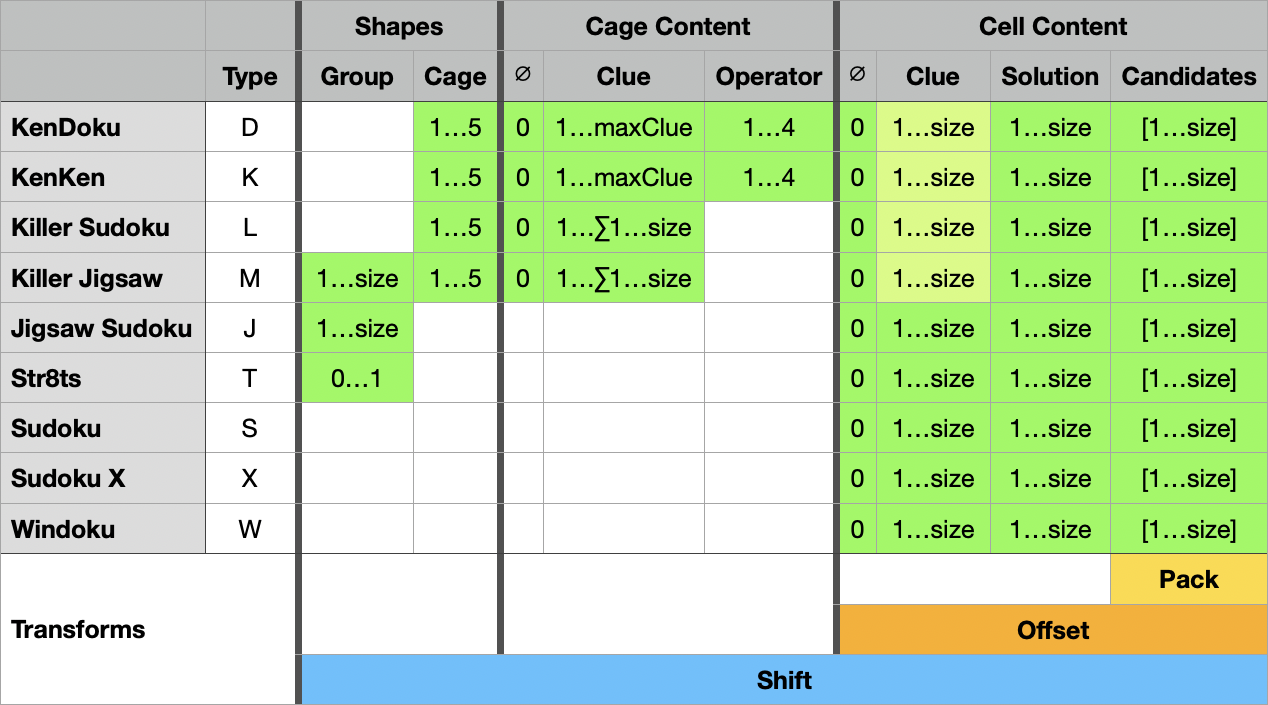 Shapes Cage Content Cell Content
Type Group Cage ∅ Clue Operator ∅ Clue Solution Candidates
KenDoku D 1…5 0 1…maxClue 1…4 0 1…size 1…size [1…size]
KenKen K 1…5 0 1…maxClue 1…4 0 1…size 1…size [1…size]
Killer Sudoku L 1…5 0 1…∑1…size 0 1…size 1…size [1…size]
Killer Jigsaw M 1…size 1…5 0 1…∑1…size 0 1…size 1…size [1…size]
Jigsaw Sudoku J 1…size 0 1…size 1…size [1…size]
Str8ts T 0…1 0 1…size 1…size [1…size]
Sudoku S 0 1…size 1…size [1…size]
Sudoku X X 0 1…size 1…size [1…size]
Windoku W 0 1…size 1…size [1…size]
Pack
Transforms Offset
Shift